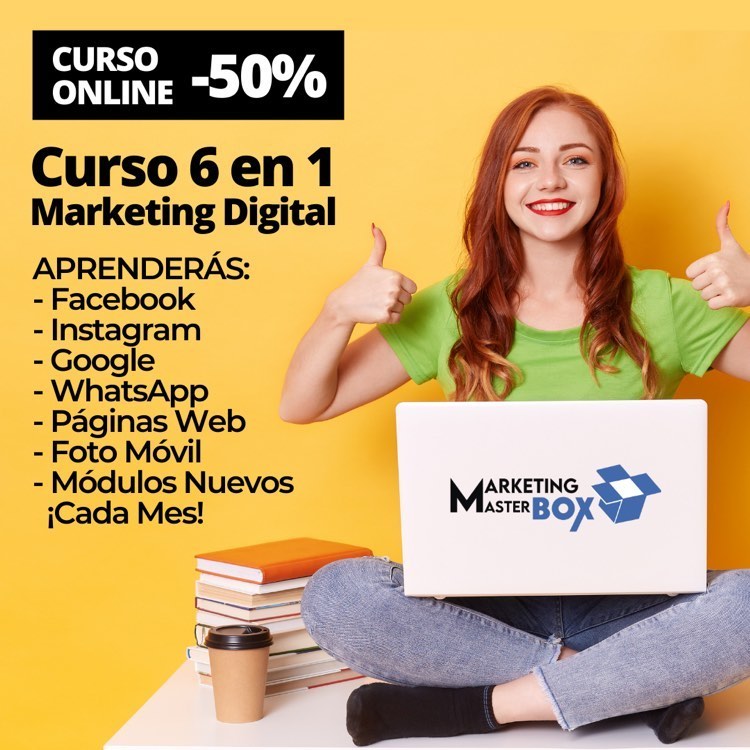 CURSO
ONLINE
-50%
Curso 6 en 1
Marketing Digital
APRENDERÁS:
- Facebook
- Instagram
- Google
- WhatsApp
- Páginas Web
- Foto Móvil
- Módulos Nuevos
¡Cada Mes!
MARKETING
MASTER BOX